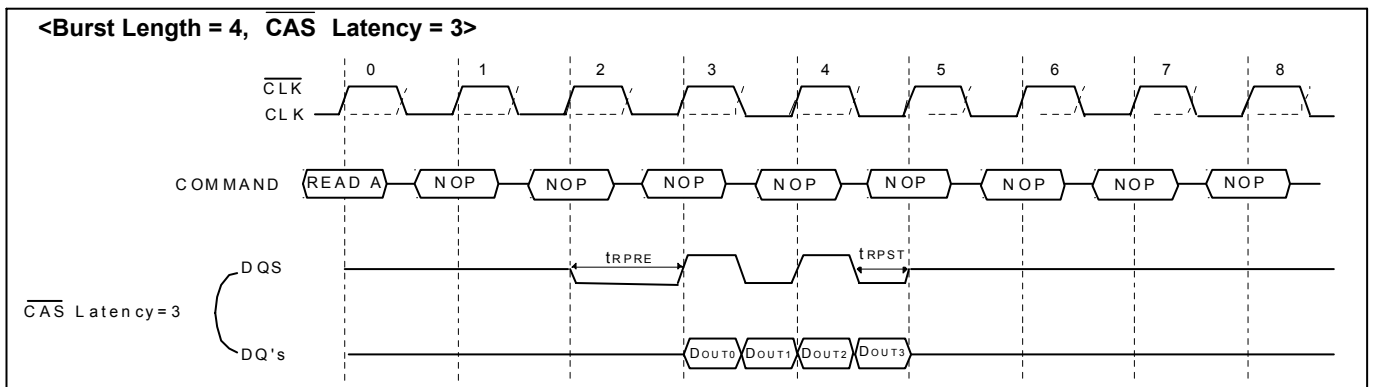 <Burst Length = 4, CAS Latency = 3>
0 1 2 3 4 5 6 7 8
CLK
CLK
COMMAND READ A NOP NOP NOP NOP NOP NOP NOP NOP
DQS tRPRE tRPST
CAS Latency=3
DQ's DOUT0 DOUT1 DOUT2 DOUT3